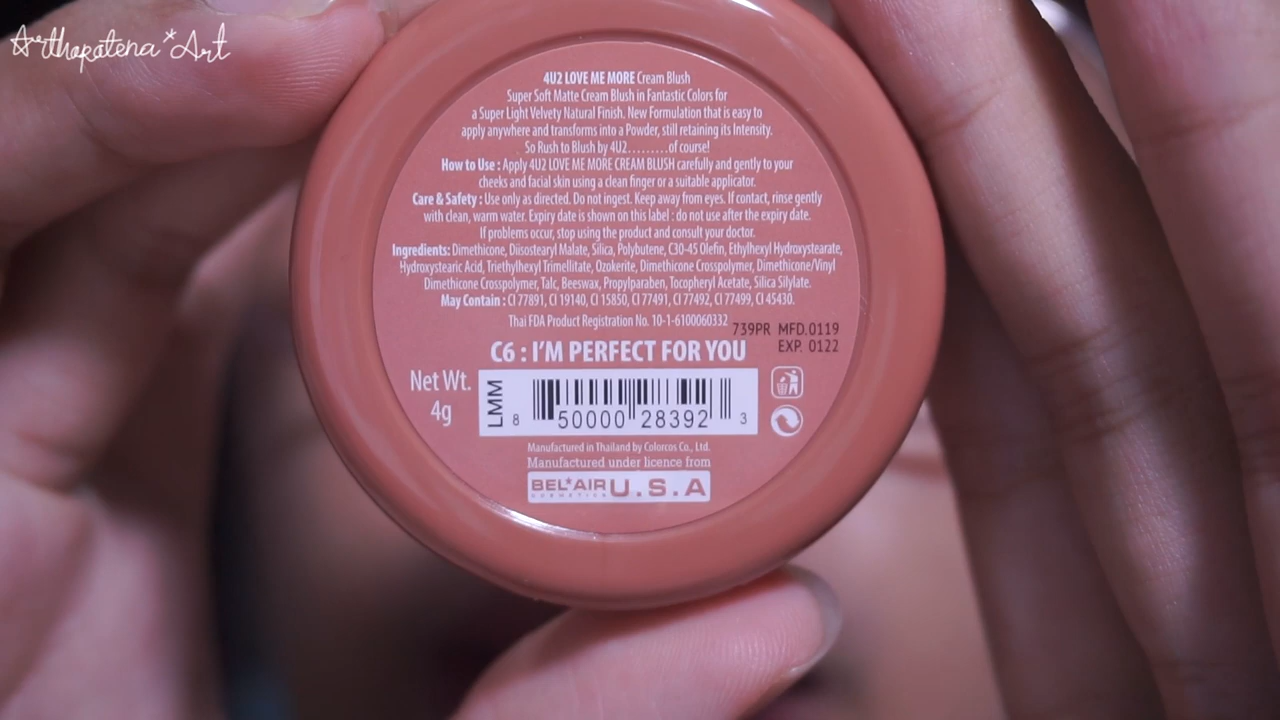 Arthapatena*Art
4U2 LOVE ME MORE Cream Blush
Super Soft Matte Cream Blush in Fantastic Colors for
a Super Light Velvety Natural Finish. New Formulation that is easy to
apply anywhere and transforms into a Powder, still retaining its Intensity.
So Rush to Blush by 4U2.........of course!
How to Use : Apply 4U2 LOVE ME MORE CREAM BLUSH carefully and gently to your
cheeks and facial skin using a clean finger or a suitable applicator.
Care & Safety : Use only as directed. Do not ingest. Keep away from eyes. If contact, rinse gently
with clean, warm water. Expiry date is shown on this label : do not use after the expiry date.
If problems occur, stop using the product and consult your doctor.
Ingredients: Dimethicone, Diisostearyl Malate, Silica, Polybutene, C30-45 Olefin, Ethylhexyl Hydroxystearate,
Hydroxystearic Acid, Triethylhexyl Trimellitate, Ozokerite, Dimethicone Crosspolymer, Dimethicone/Vinyl
Dimethicone Crosspolymer, Talc, Beeswax, Propylparaben, Tocopheryl Acetate, Silica Silylate.
May Contain : CI 77891, CI 19140, CI 15850, CI 77491, CI 77492, CI 77499, CI 45430.
Thai FDA Product Registration No. 10-1-6100060332
739PR MFD.0119
EXP. 0122
C6 : I'M PERFECT FOR YOU
Net Wt.
4g
LMM
8 50000 28392 3
Manufactured in Thailand by Colorcos Co., Ltd.
Manufactured under licence from
BEL*AIR U.S.A
COSMETICS